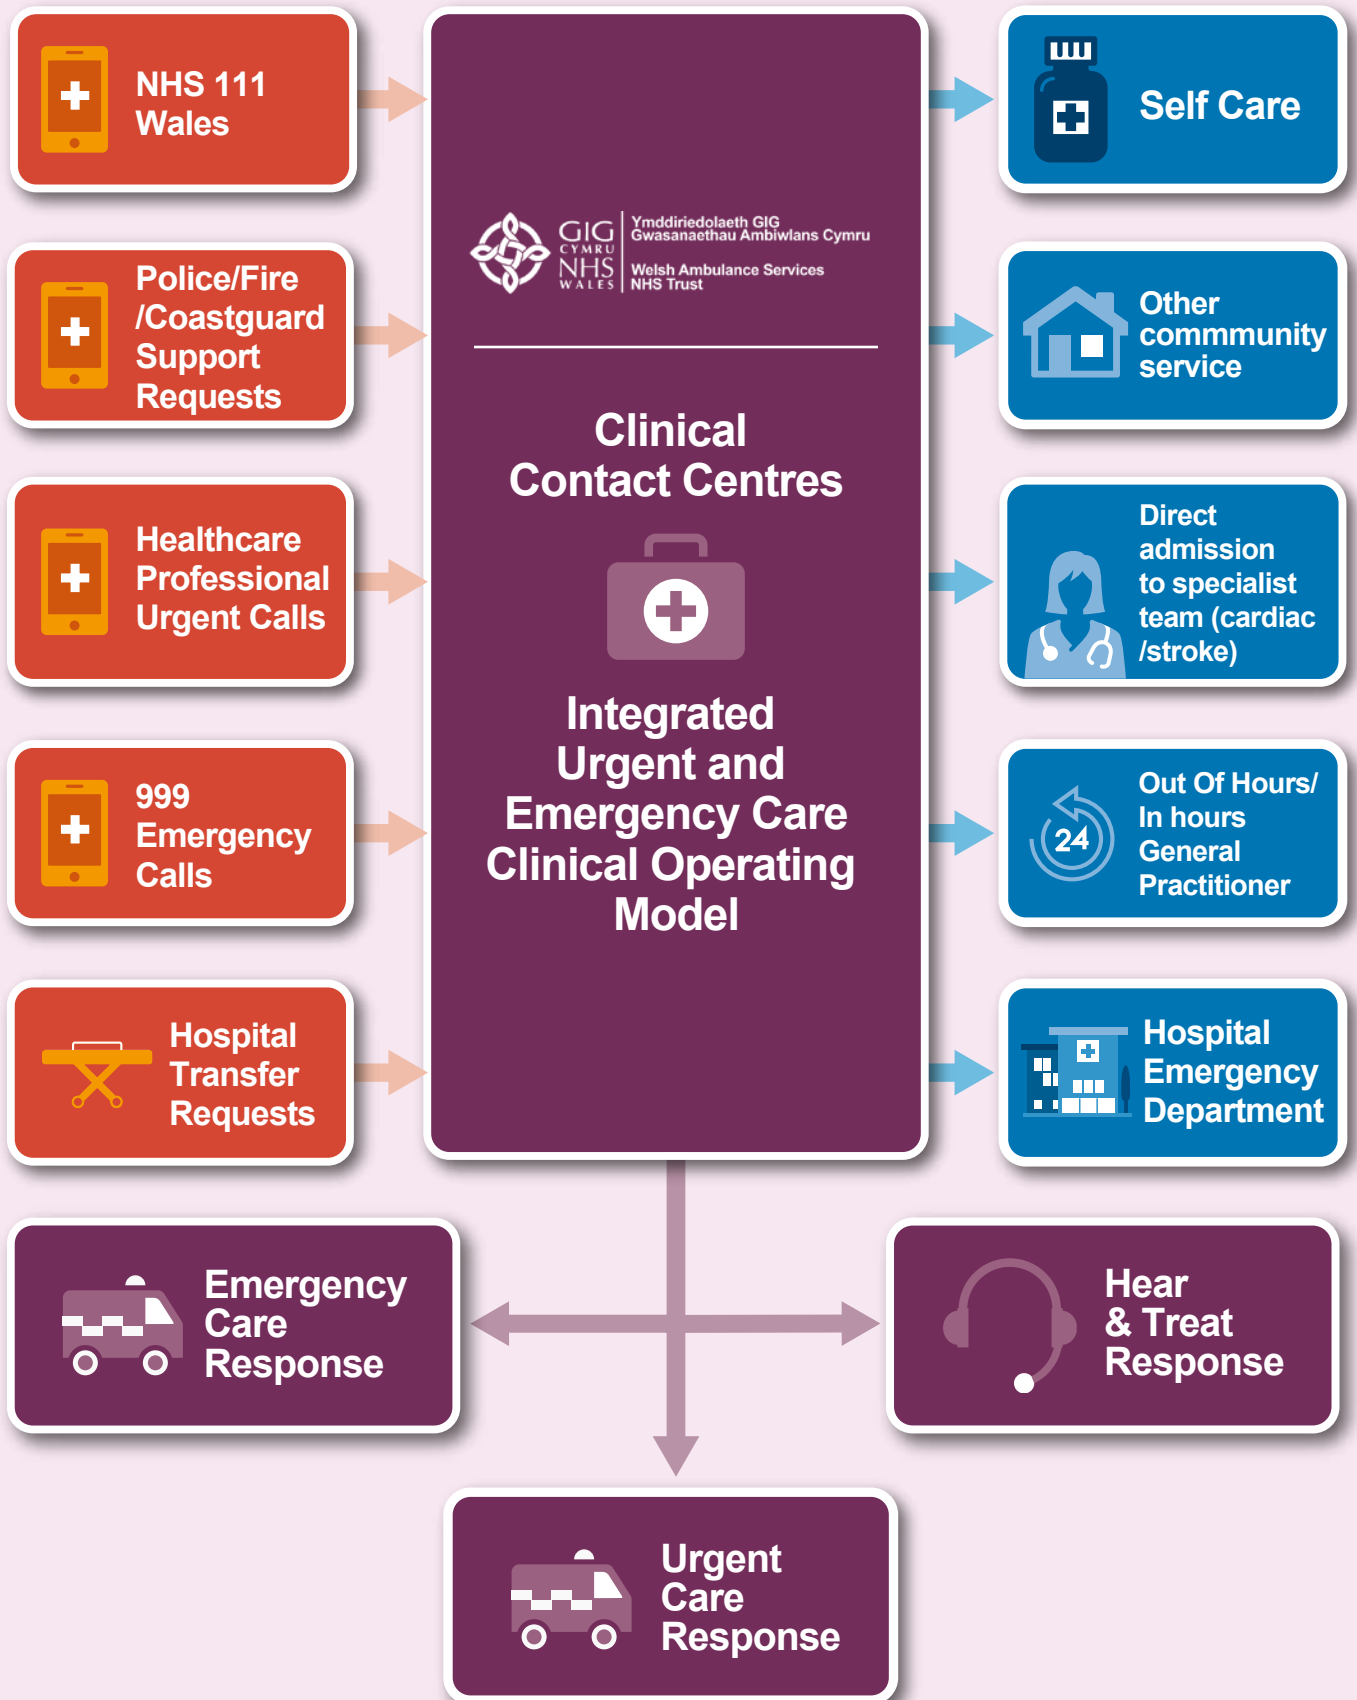 NHS 111
Wales
Police/Fire
/Coastguard
Support
Requests
Healthcare
Professional
Urgent Calls
999
Emergency
Calls
Hospital
Transfer
Requests
GIG
CYMRU
NHS
WALES
Ymddiriedolaeth GIG
Gwasanaethau Ambiwlans Cymru
Welsh Ambulance Services
NHS Trust
Clinical
Contact Centres
Integrated
Urgent and
Emergency Care
Clinical Operating
Model
Self Care
Other
commmunity
service
Direct
admission
to specialist
team (cardiac
/stroke)
24
Out Of Hours/
In hours
General
Practitioner
Hospital
Emergency
Department
Emergency
Care
Response
Hear
& Treat
Response
Urgent
Care
Response